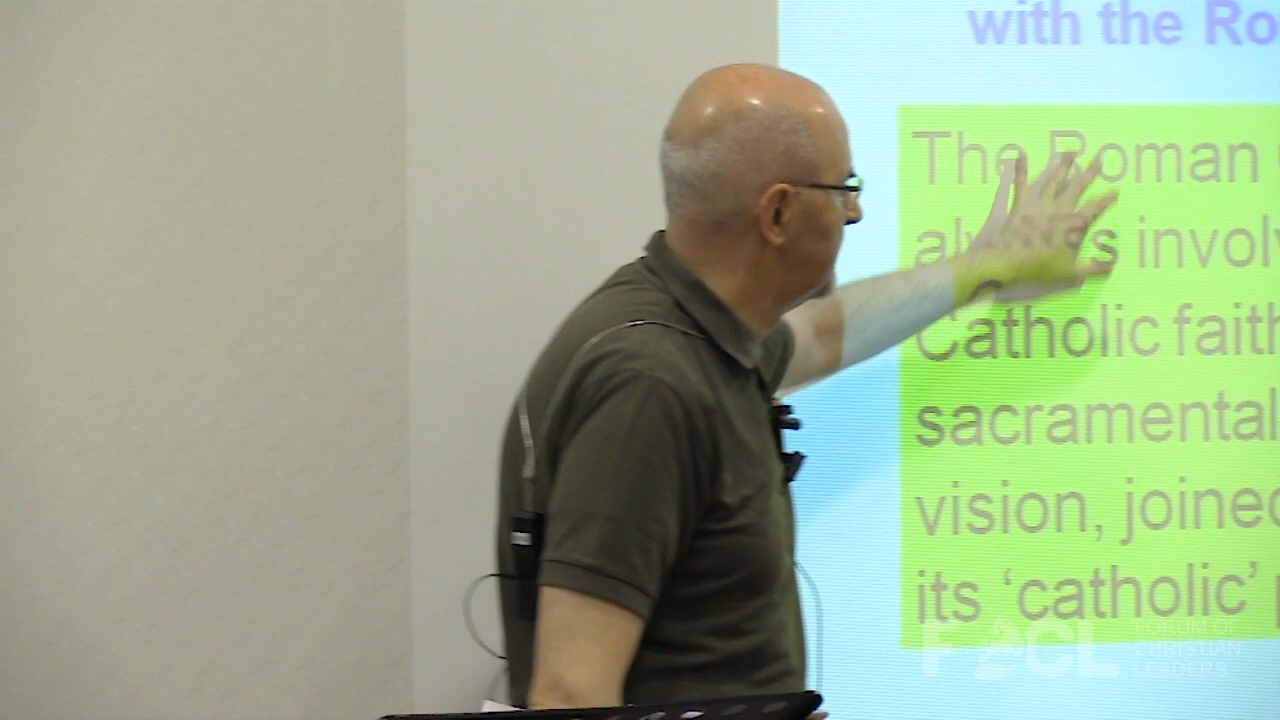 with the Ro
The Roman
always involv
Catholic faith
sacramental
vision, joined
its ‘catholic’
FOCL
FORUM OF
CHRISTIAN
LEADERS